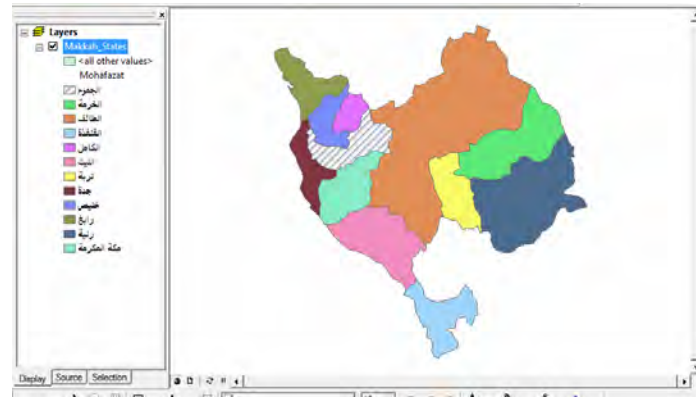 Layers
Makkah_States
<all other values>
Mohafazat
الجموم
الخرمة
الطائف
القنفذة
الكامل
الليث
تربة
جدة
خليص
رابغ
رنية
مكة المكرمة
Display Source Selection